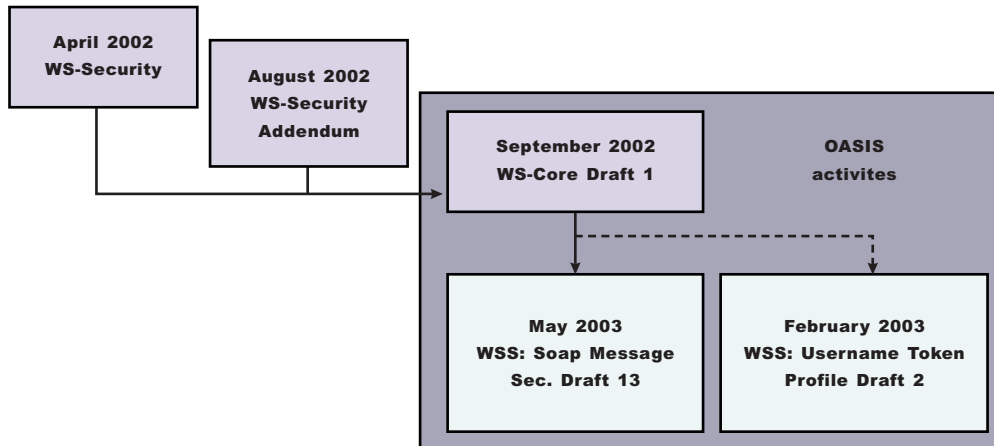 April 2002
WS-Security
August 2002
WS-Security
Addendum
September 2002
WS-Core Draft 1
OASIS
activites
May 2003
WSS: Soap Message
Sec. Draft 13
February 2003
WSS: Username Token
Profile Draft 2